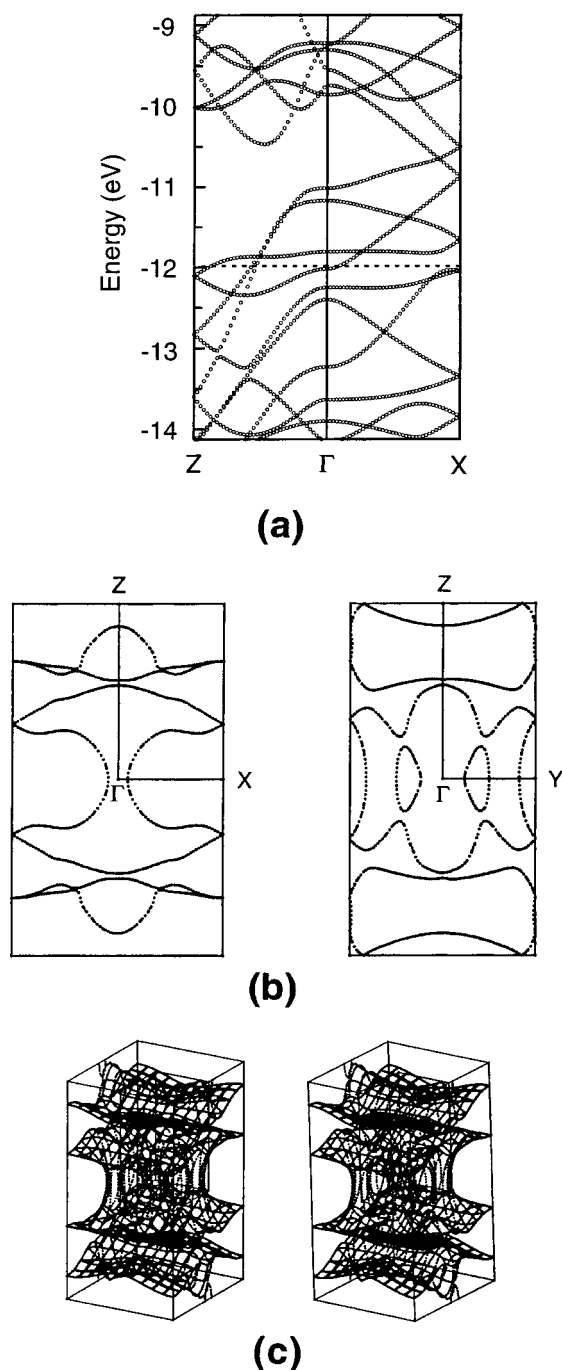 -9
-10
-11
-12
-13
-14
Energy (eV)
Z Γ X
(a)
Z Z
X Y
Γ Γ
(b)
(c)